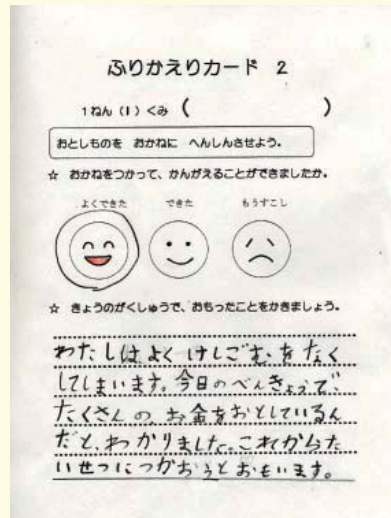 ふりかえりカード 2
1ねん(1)くみ ( )
おとしものを おかねに へんしんさせよう。
☆ おかねをつかって、かんがえることができましたか。
よくできた できた もうすこし
☆ きょうのがくしゅうで、おもったことをかきましょう。
わたしはよくけしごむをなく
してしまいます。今日のべんきょうで、
たくさんの、お金をおとしているん
だと、わかりました。これからた
いせつにつかおうとおもいます。